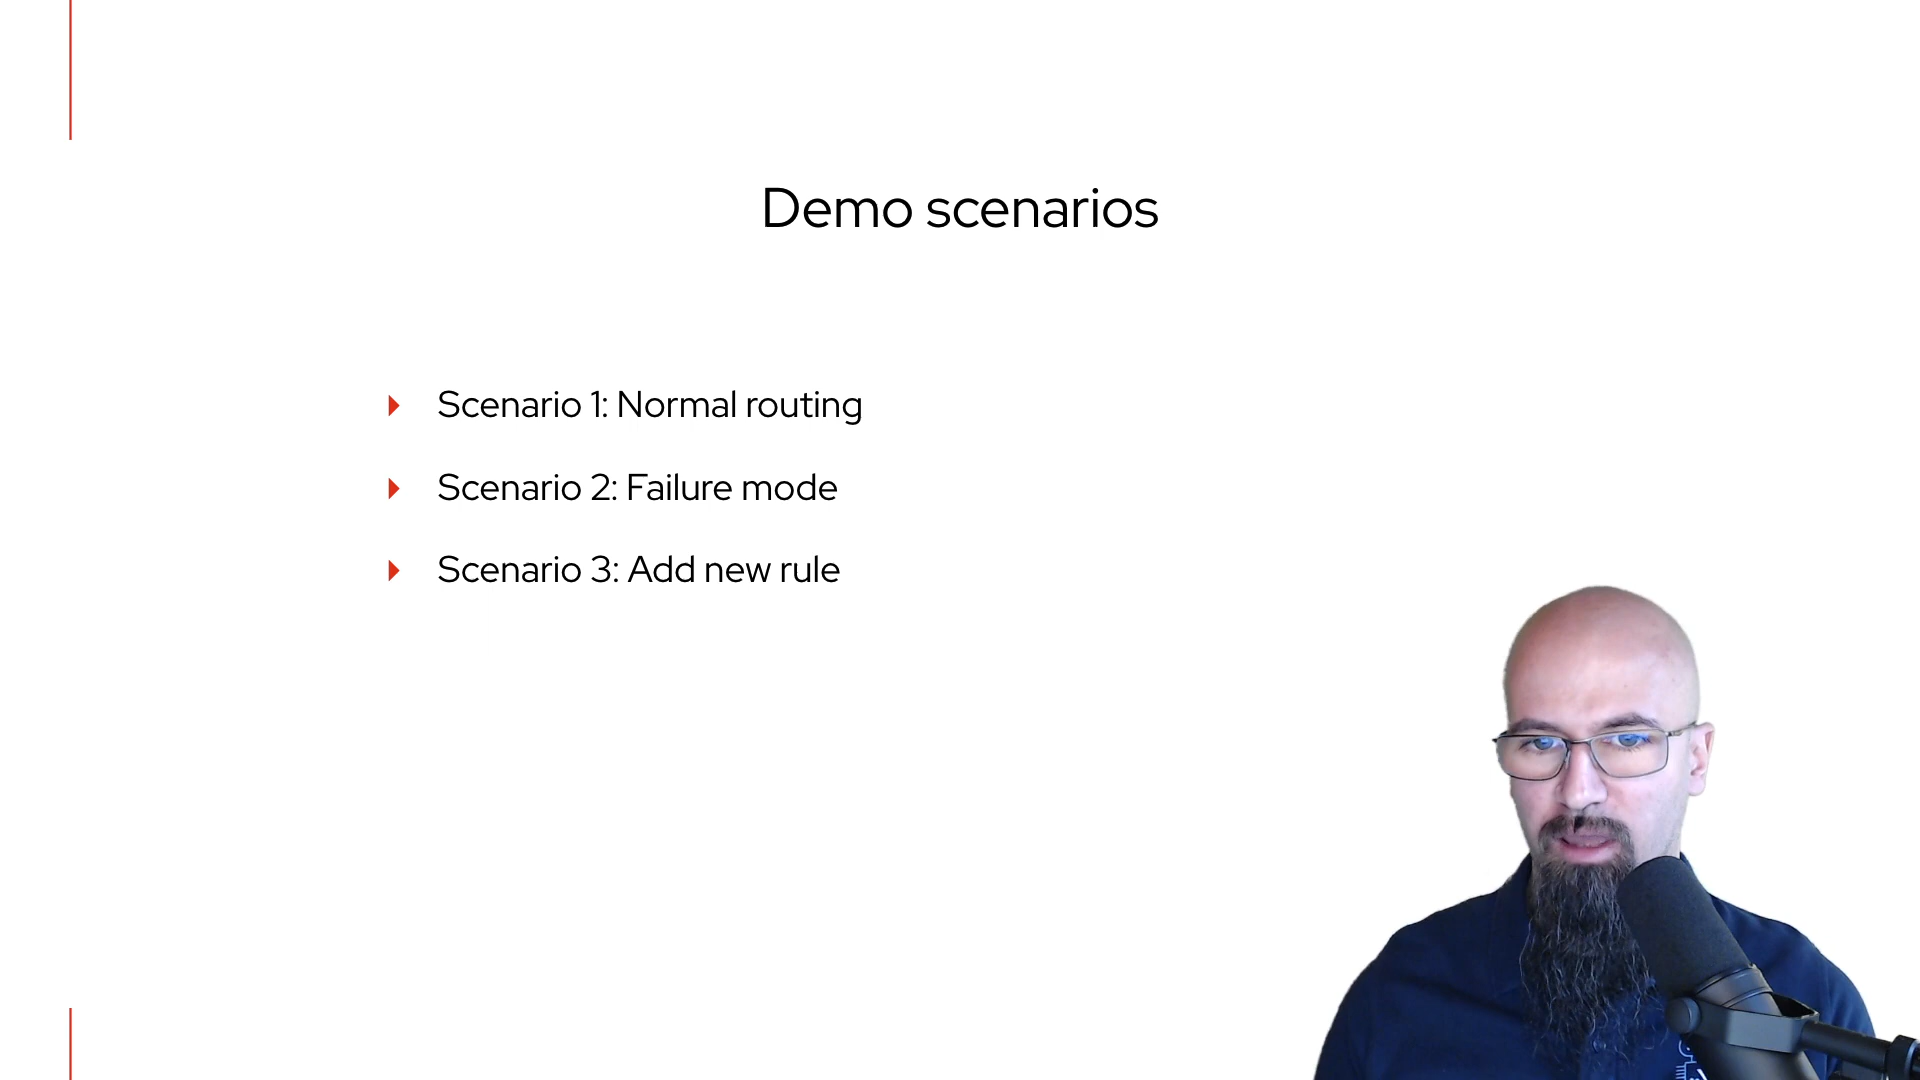 Demo scenarios
Scenario 1: Normal routing
Scenario 2: Failure mode
Scenario 3: Add new rule